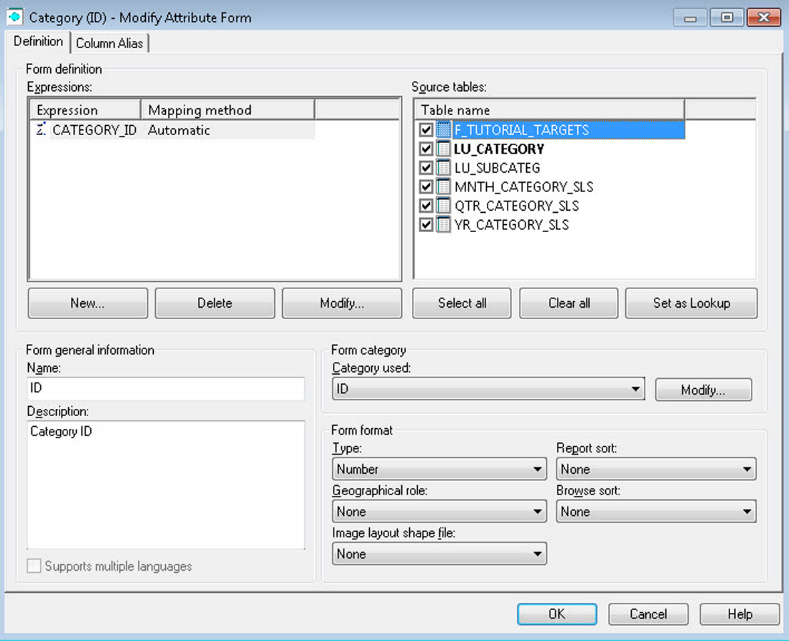 Category (ID) - Modify Attribute Form
Definition
Column Alias
Form definition
Expressions:
Expression
Mapping method
CATEGORY_ID
Automatic
Source tables:
Table name
F_TUTORIAL_TARGETS
LU_CATEGORY
LU_SUBCATEG
MNTH_CATEGORY_SLS
QTR_CATEGORY_SLS
YR_CATEGORY_SLS
New...
Delete
Modify...
Select all
Clear all
Set as Lookup
Form general information
Name:
ID
Description:
Category ID
Supports multiple languages
Form category
Category used:
ID
Modify...
Form format
Type:
Number
Report sort:
None
Geographical role:
None
Browse sort:
None
Image layout shape file:
None
OK
Cancel
Help